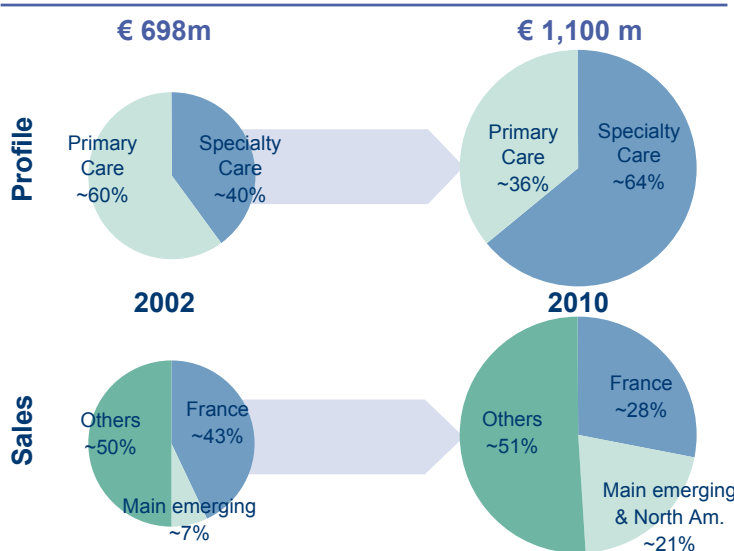 € 698m
€ 1,100 m
Profile
Primary
Care
~60%
Specialty
Care
~40%
Primary
Care
~36%
Specialty
Care
~64%
2002
2010
Sales
Others
~50%
France
~43%
Main emerging
~7%
Others
~51%
France
~28%
Main emerging
& North Am.
~21%